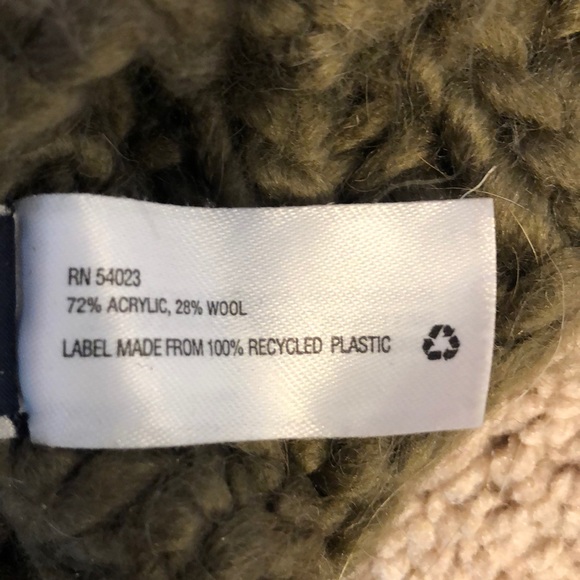 RN 54023
72% ACRYLIC, 28% WOOL
LABEL MADE FROM 100% RECYCLED PLASTIC